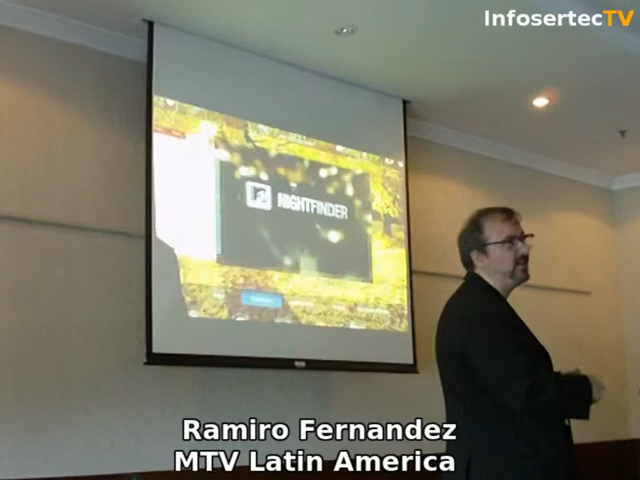 InfosertecTV
NIGHTFINDER
Ramiro Fernandez
MTV Latin America